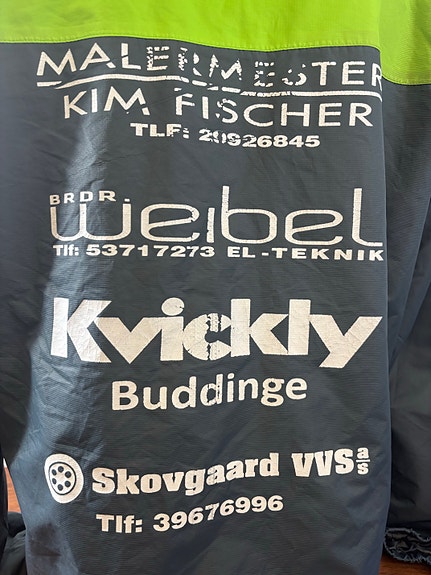 MALERMESTER
KIM FISCHER
TLF: 20926845
BRDR.
weibel
Tlf: 53717273 EL-TEKNIK
Kvickly
Buddinge
Skovgaard VVS a/s
Tlf: 39676996